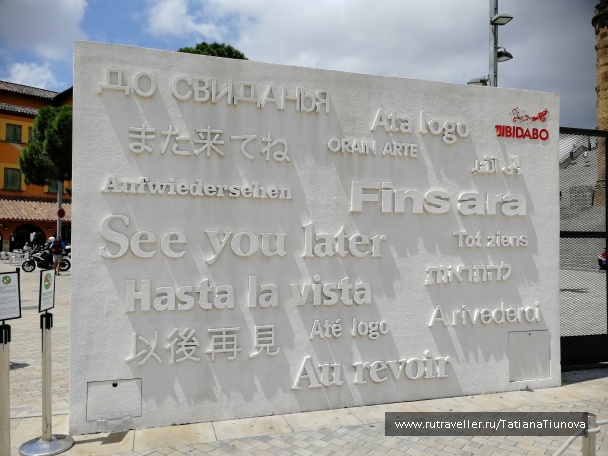 ДО СВИДАНЬЯ
Ata logo
TIBIDABO
また来てね
ORAIN ARTE
Aufwiedersehen
Fins ara
See you later
Tot ziens
להתראות
Hasta la vista
Arivederci
以後再見
Até logo
Au revoir
www.rutraveller.ru/TatianaTiunova